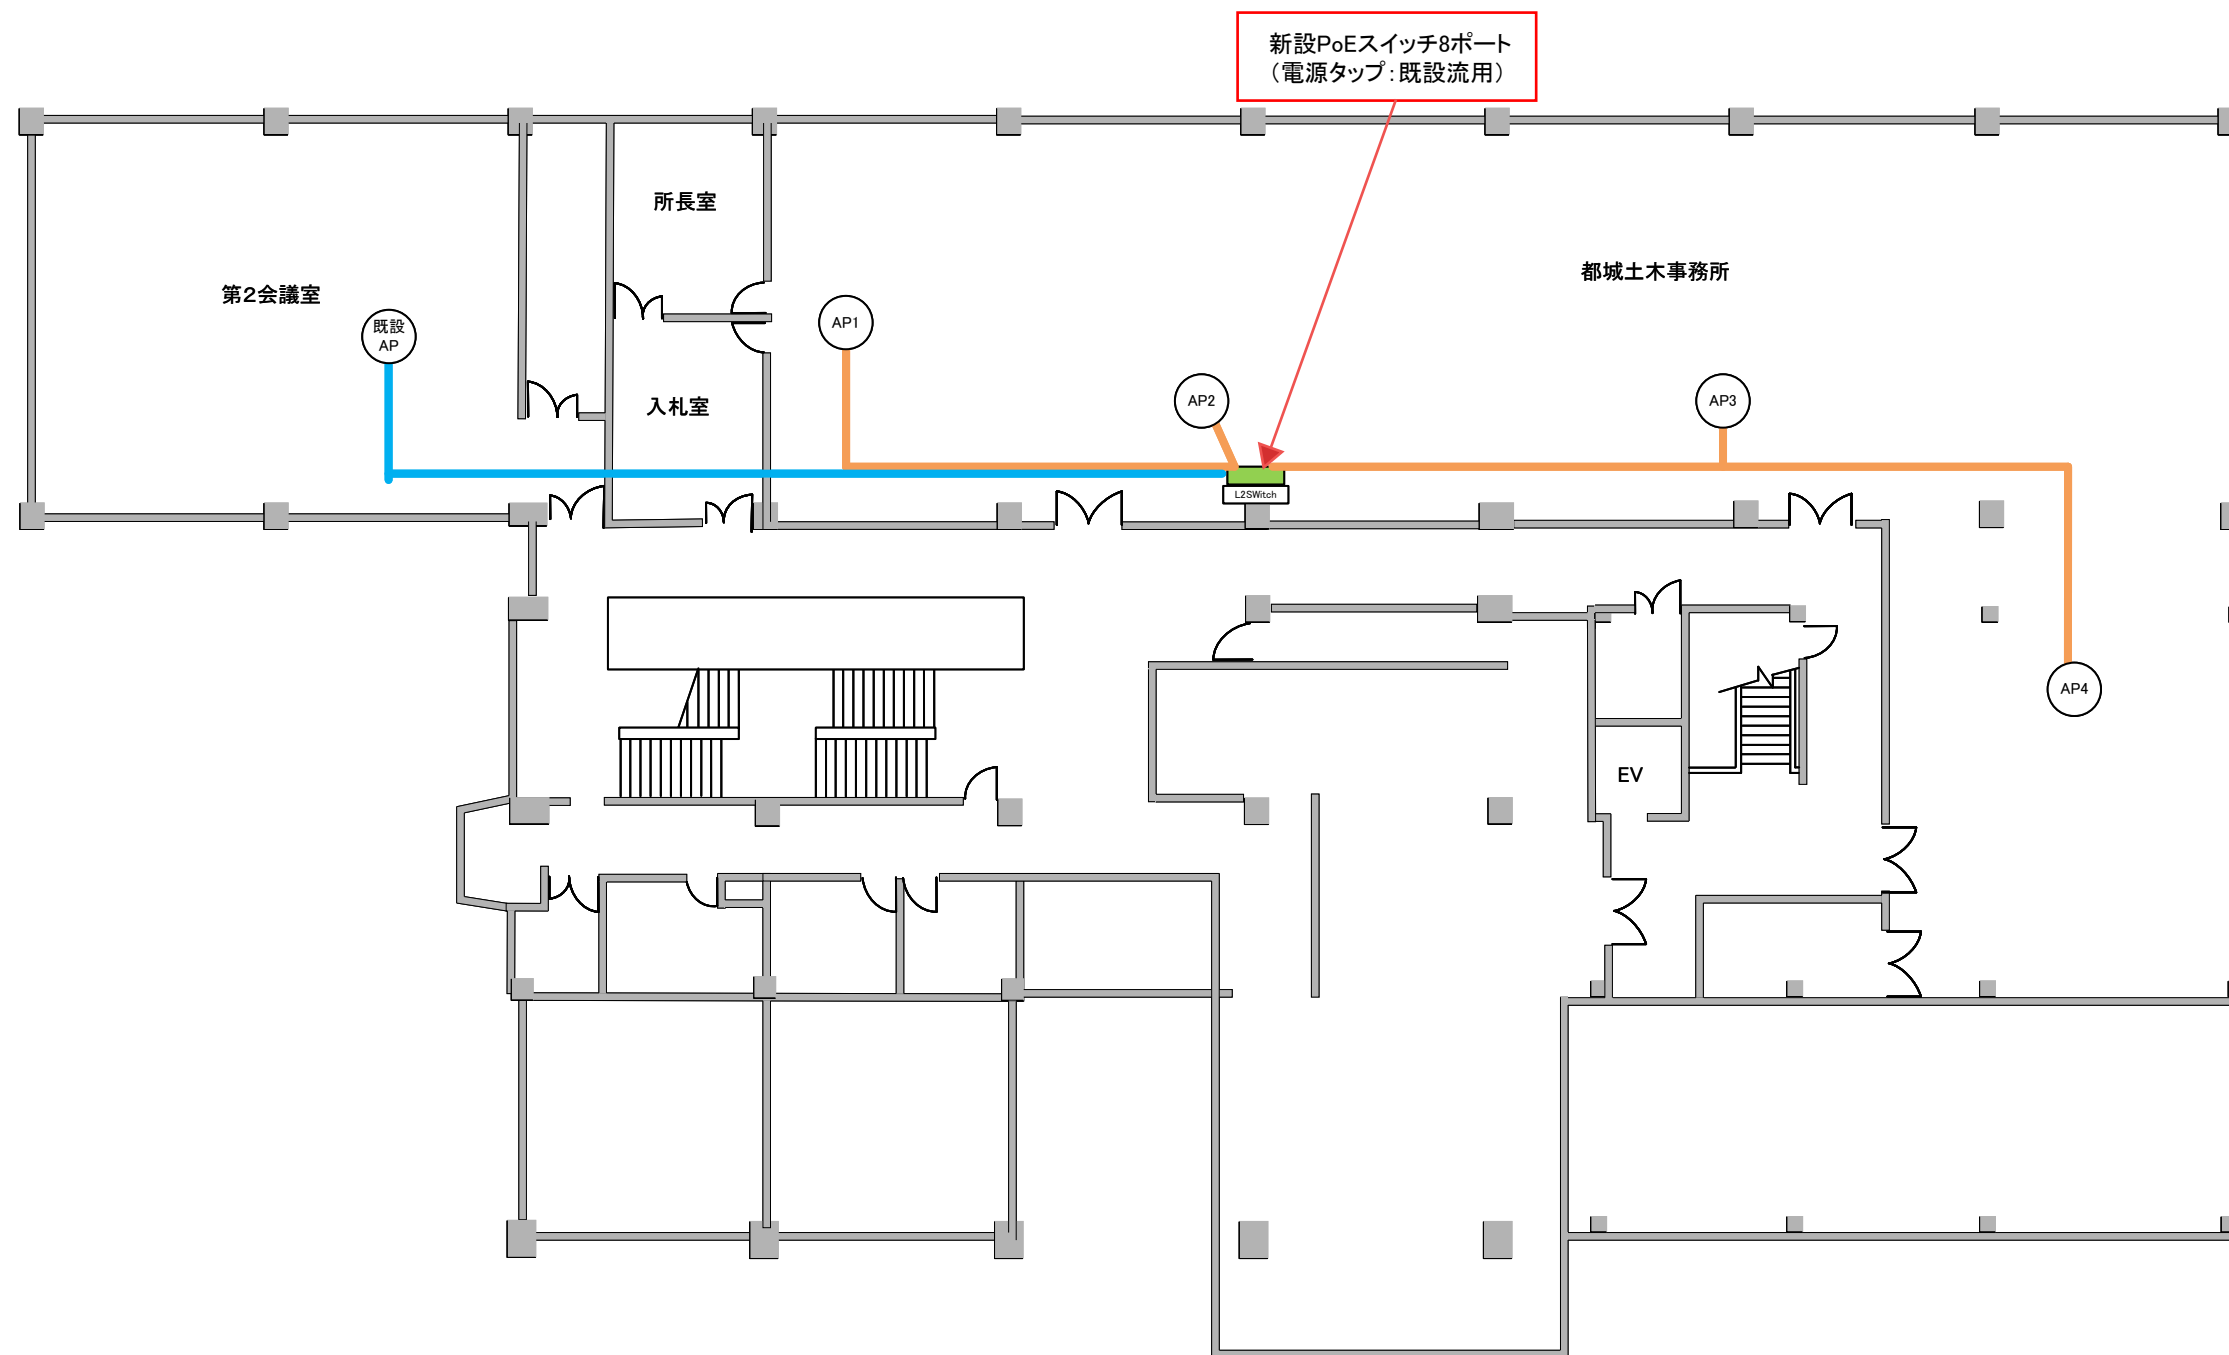 新設PoEスイッチ8ポート
（電源タップ：既設流用）
所長室
都城土木事務所
第2会議室
既設
AP
AP1
入札室
AP2
AP3
L2SWitch
AP4
EV